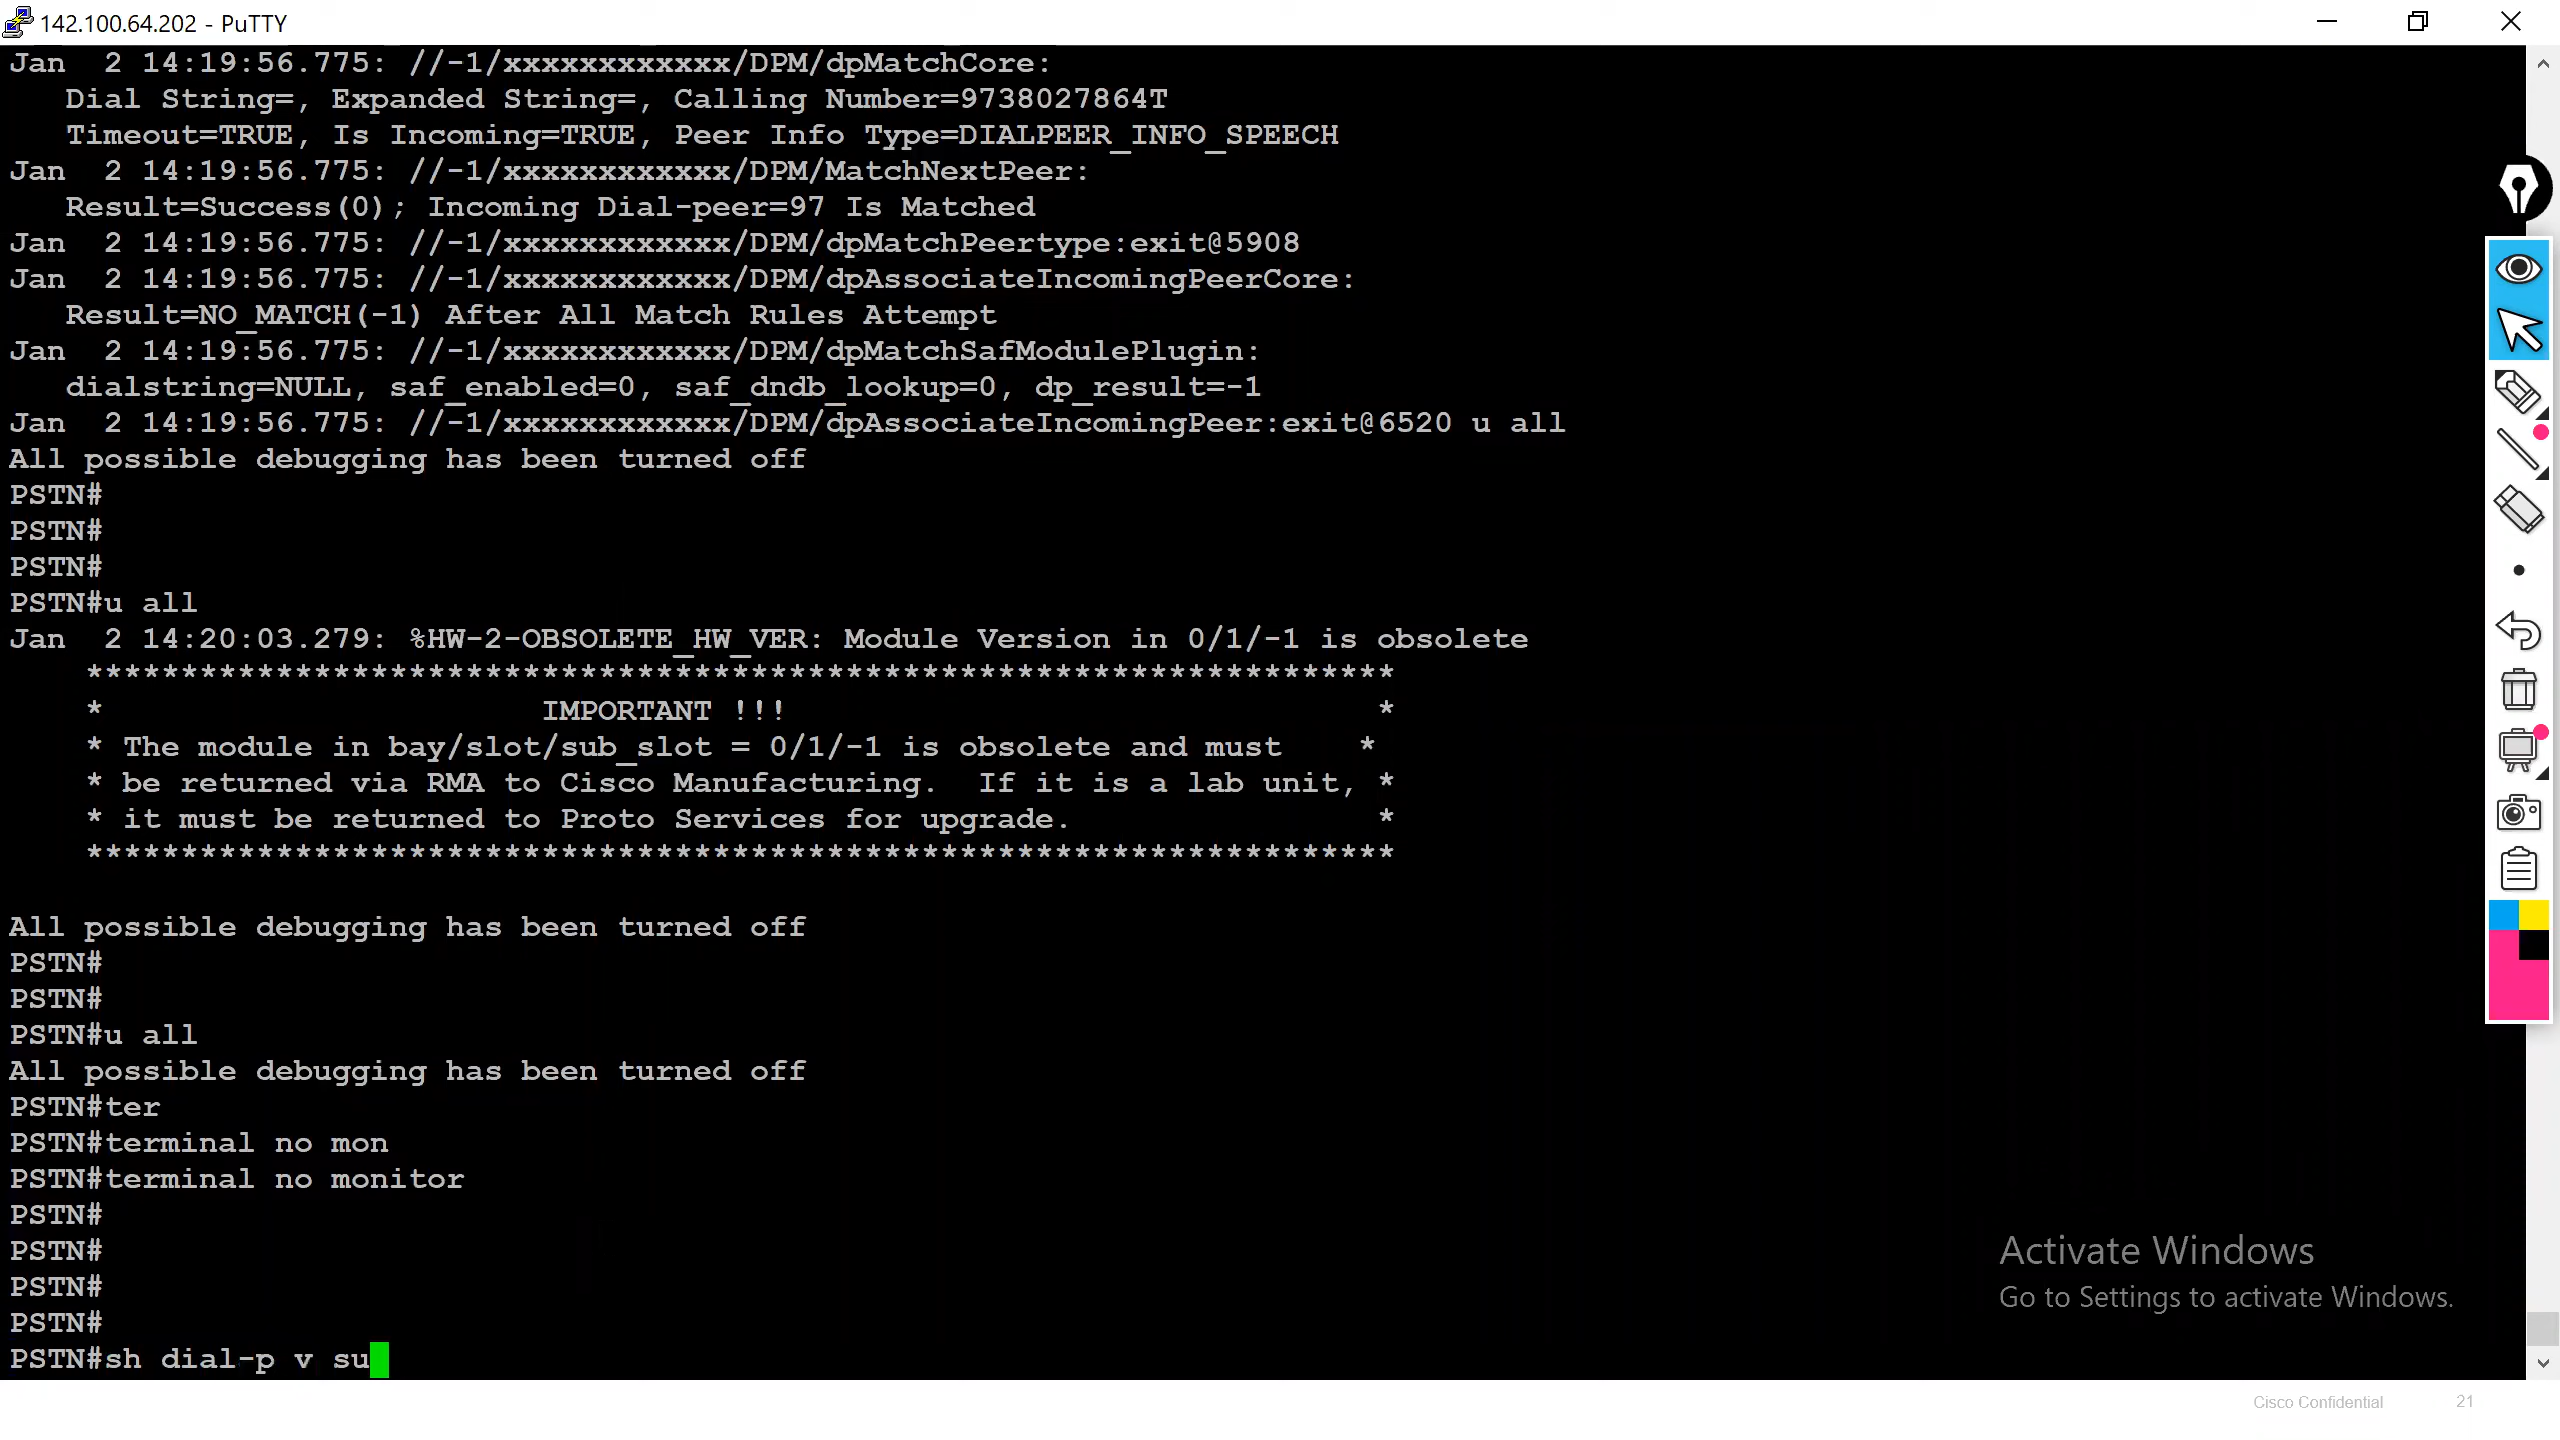 142.100.64.202 - PuTTY
Jan  2 14:19:56.775: //-1/xxxxxxxxxxxx/DPM/dpMatchCore:
   Dial String=, Expanded String=, Calling Number=9738027864T
   Timeout=TRUE, Is Incoming=TRUE, Peer Info Type=DIALPEER_INFO_SPEECH
Jan  2 14:19:56.775: //-1/xxxxxxxxxxxx/DPM/MatchNextPeer:
   Result=Success(0); Incoming Dial-peer=97 Is Matched
Jan  2 14:19:56.775: //-1/xxxxxxxxxxxx/DPM/dpMatchPeertype:exit@5908
Jan  2 14:19:56.775: //-1/xxxxxxxxxxxx/DPM/dpAssociateIncomingPeerCore:
   Result=NO_MATCH(-1) After All Match Rules Attempt
Jan  2 14:19:56.775: //-1/xxxxxxxxxxxx/DPM/dpMatchSafModulePlugin:
   dialstring=NULL, saf_enabled=0, saf_dndb_lookup=0, dp_result=-1
Jan  2 14:19:56.775: //-1/xxxxxxxxxxxx/DPM/dpAssociateIncomingPeer:exit@6520 u all
All possible debugging has been turned off
PSTN#
PSTN#
PSTN#
PSTN#u all
Jan  2 14:20:03.279: %HW-2-OBSOLETE_HW_VER: Module Version in 0/1/-1 is obsolete
    *********************************************************************
    *                       IMPORTANT !!!                                *
    * The module in bay/slot/sub_slot = 0/1/-1 is obsolete and must     *
    * be returned via RMA to Cisco Manufacturing.  If it is a lab unit, *
    * it must be returned to Proto Services for upgrade.                 *
    *********************************************************************
All possible debugging has been turned off
PSTN#
PSTN#
PSTN#u all
All possible debugging has been turned off
PSTN#ter
PSTN#terminal no mon
PSTN#terminal no monitor
PSTN#
PSTN#
PSTN#
PSTN#
PSTN#sh dial-p v su
Activate Windows
Go to Settings to activate Windows.
Cisco Confidential
21